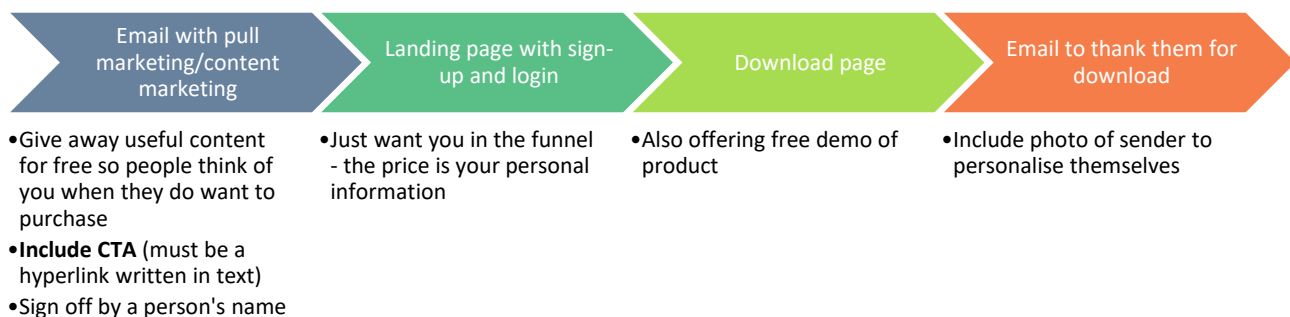 Email with pull
marketing/content
marketing
Landing page with sign-
up and login
Download page
Email to thank them for
download
•Give away useful content
for free so people think of
you when they do want to
purchase
•Include CTA (must be a
hyperlink written in text)
•Sign off by a person's name
•Just want you in the funnel
- the price is your personal
information
•Also offering free demo of
product
•Include photo of sender to
personalise themselves